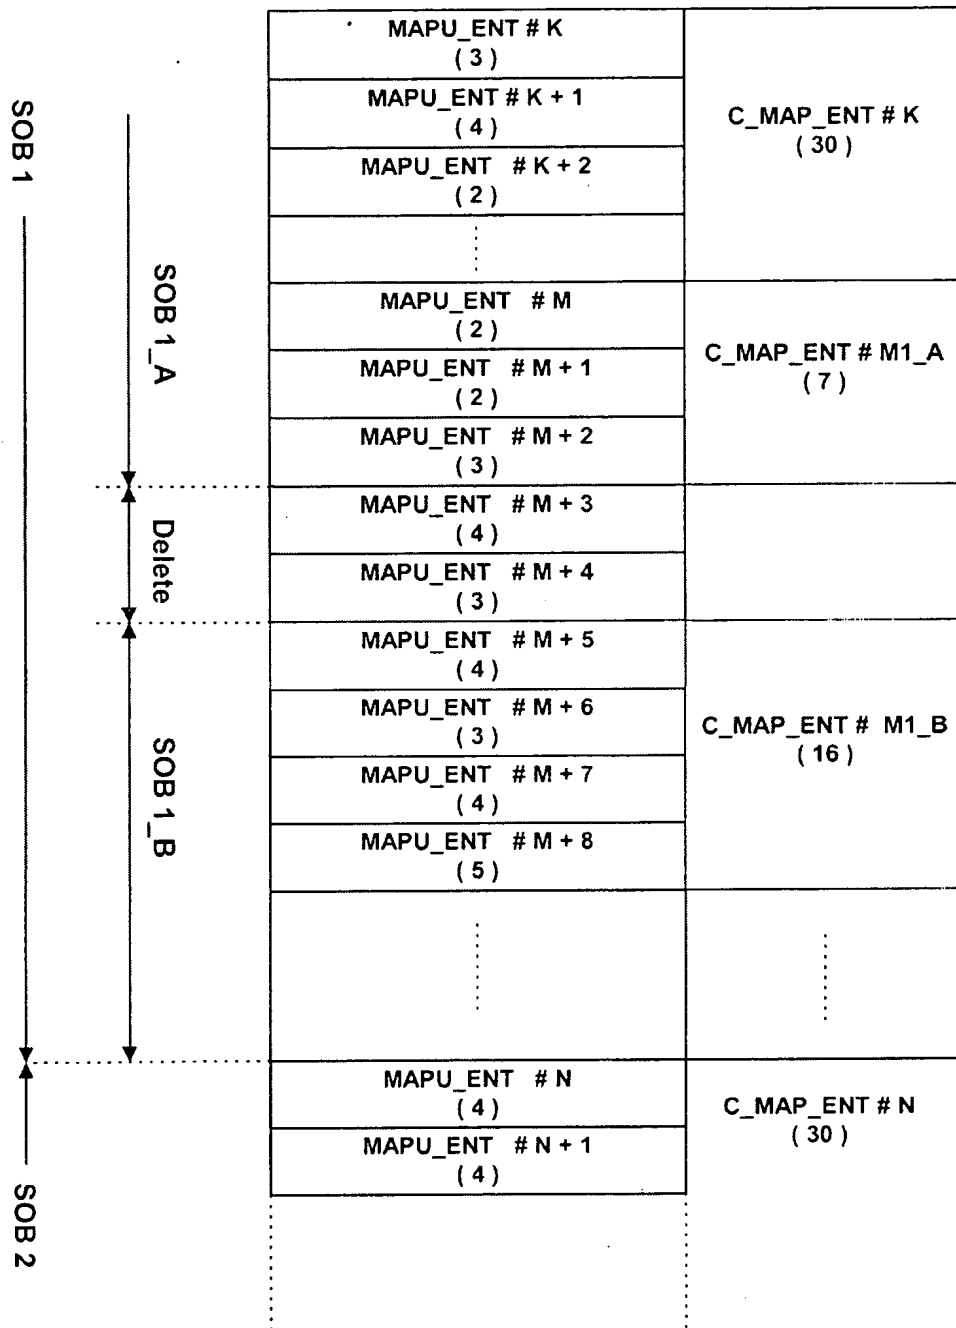 MAPU_ENT # K
( 3 )
MAPU_ENT # K + 1
( 4 )
MAPU_ENT # K + 2
( 2 )
MAPU_ENT # M
( 2 )
MAPU_ENT # M + 1
( 2 )
MAPU_ENT # M + 2
( 3 )
MAPU_ENT # M + 3
( 4 )
MAPU_ENT # M + 4
( 3 )
MAPU_ENT # M + 5
( 4 )
MAPU_ENT # M + 6
( 3 )
MAPU_ENT # M + 7
( 4 )
MAPU_ENT # M + 8
( 5 )
MAPU_ENT # N
( 4 )
MAPU_ENT # N + 1
( 4 )
C_MAP_ENT # K
( 30 )
C_MAP_ENT # M1_A
( 7 )
C_MAP_ENT # M1_B
( 16 )
C_MAP_ENT # N
( 30 )
SOB 1
SOB 1_A
Delete
SOB 1_B
SOB 2